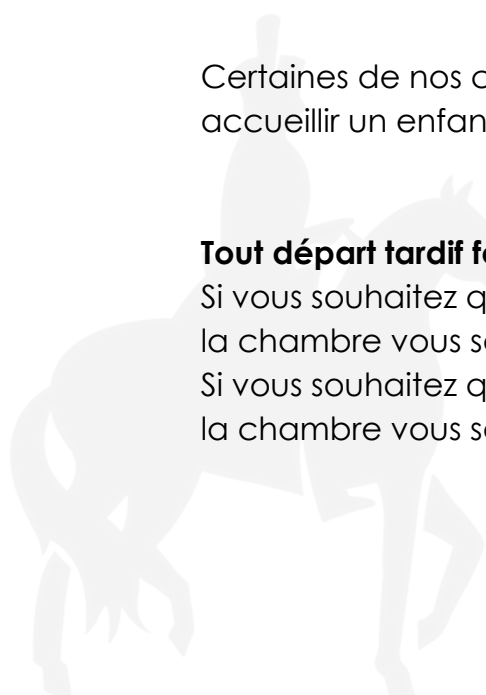 Certaines de nos
accueillir un
Tout départ tardif
Si vous souhaitez
la chambre vous
Si vous souhaitez
la chambre vous